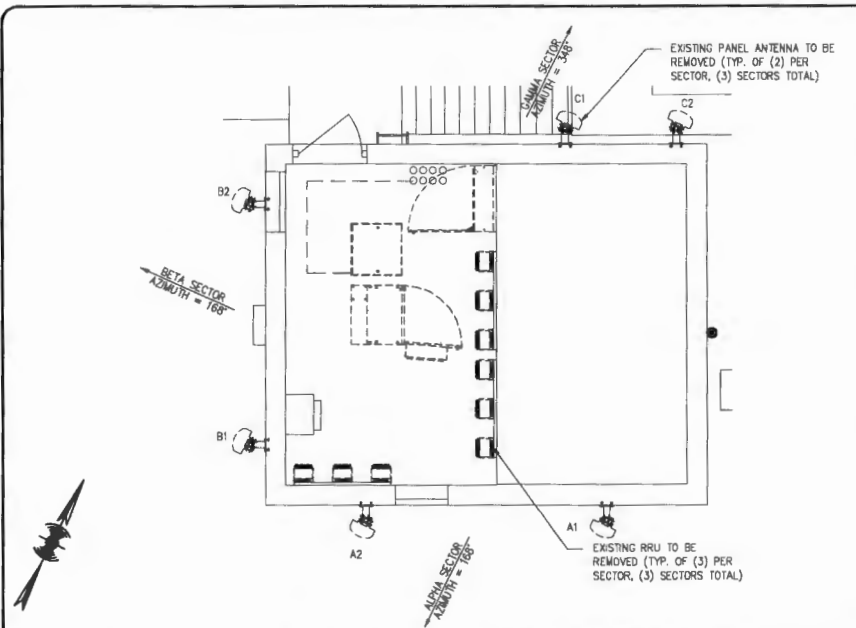 EXISTING PANEL ANTENNA TO BE
REMOVED (TYP. OF (2) PER
SECTOR, (3) SECTORS TOTAL)
GAMMA SECTOR
AZIMUTH = 348°
C1
C2
B2
BETA SECTOR
AZIMUTH = 168°
B1
A2
A1
ALPHA SECTOR
AZIMUTH = 168°
EXISTING RRU TO BE
REMOVED (TYP. OF (3) PER
SECTOR, (3) SECTORS TOTAL)